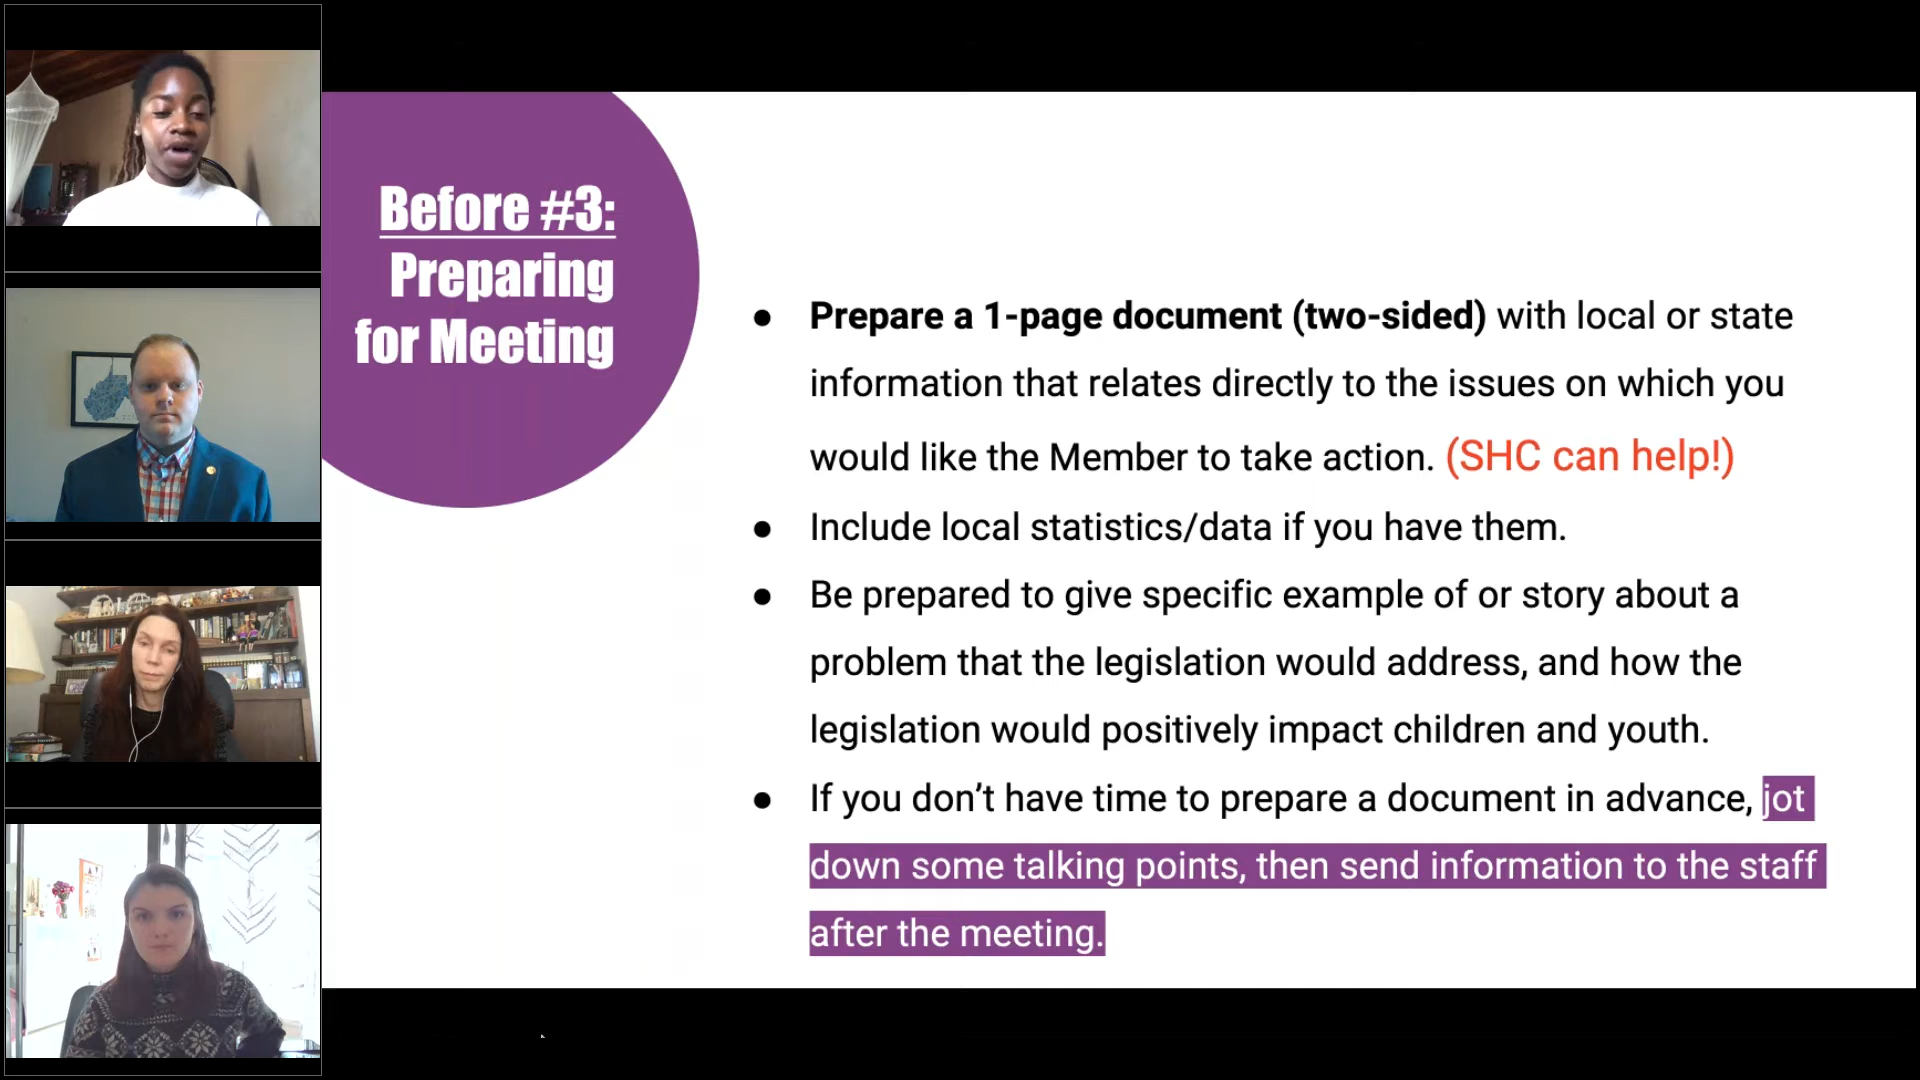 Before #3:
Preparing
for Meeting
● Prepare a 1-page document (two-sided) with local or state
information that relates directly to the issues on which you
would like the Member to take action. (SHC can help!)
● Include local statistics/data if you have them.
● Be prepared to give specific example of or story about a
problem that the legislation would address, and how the
legislation would positively impact children and youth.
● If you don’t have time to prepare a document in advance, jot
down some talking points, then send information to the staff
after the meeting.